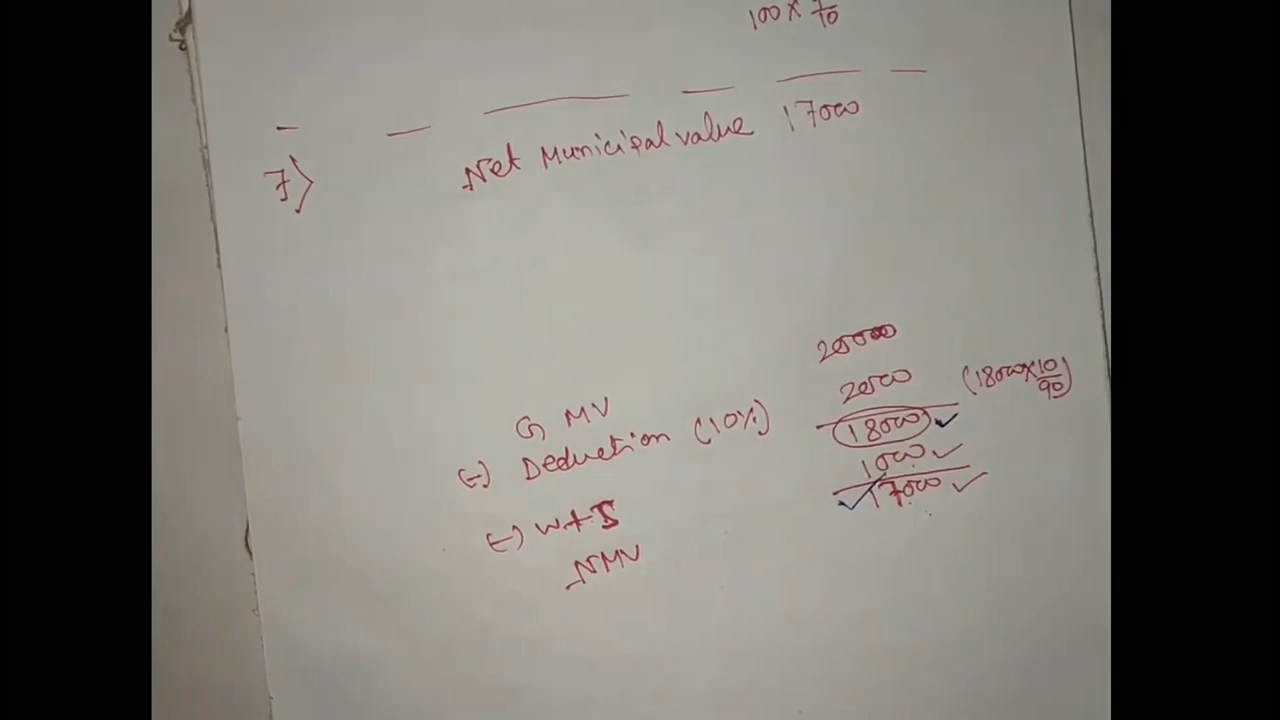 100 × 7/10
7) Net Municipal value 17000
G MV 20000
(-) Deduction (10%) 2000 (18000×10/90)
18000 ✓
(-) W & S 1000 ✓
NMV ✓ 17000 ✓